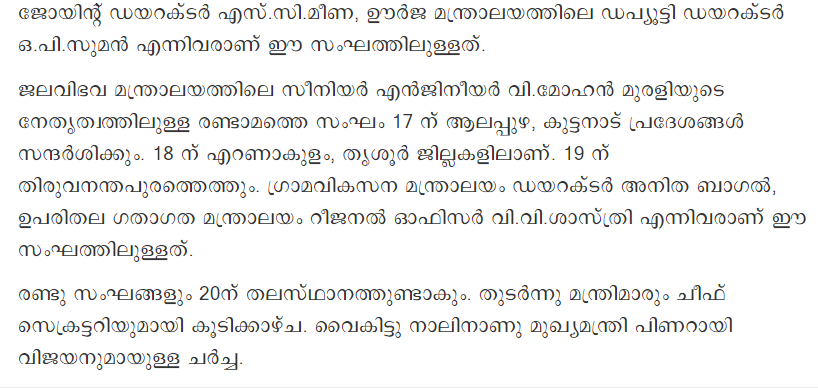 ജോയിന്റ് ഡയറക്ടർ എസ്.സി.മീണ, ഊർജ മന്ത്രാലയത്തിലെ ഡപ്യൂട്ടി ഡയറക്ടർ
ഒ.പി.സുമൻ എന്നിവരാണ് ഈ സംഘത്തിലുള്ളത്.
ജലവിഭവ മന്ത്രാലയത്തിലെ സീനിയർ എൻജിനീയർ വി.മോഹൻ മുരളിയുടെ
നേതൃത്വത്തിലുള്ള രണ്ടാമത്തെ സംഘം 17 ന് ആലപ്പുഴ, കുട്ടനാട് പ്രദേശങ്ങൾ
സന്ദർശിക്കും. 18 ന് എറണാകുളം, തൃശൂർ ജില്ലകളിലാണ്. 19 ന്
തിരുവനന്തപുരത്തെത്തും. ഗ്രാമവികസന മന്ത്രാലയം ഡയറക്ടർ അനിത ബാഗൽ,
ഉപരിതല ഗതാഗത മന്ത്രാലയം റീജനൽ ഓഫിസർ വി.വി.ശാസ്ത്രി എന്നിവരാണ് ഈ
സംഘത്തിലുള്ളത്.
രണ്ടു സംഘങ്ങളും 20ന് തലസ്ഥാനത്തുണ്ടാകും. തുടർന്നു മന്ത്രിമാരും ചീഫ്
സെക്രട്ടറിയുമായി കൂടിക്കാഴ്ച. വൈകിട്ടു നാലിനാണു മുഖ്യമന്ത്രി പിണറായി
വിജയനുമായുള്ള ചർച്ച.